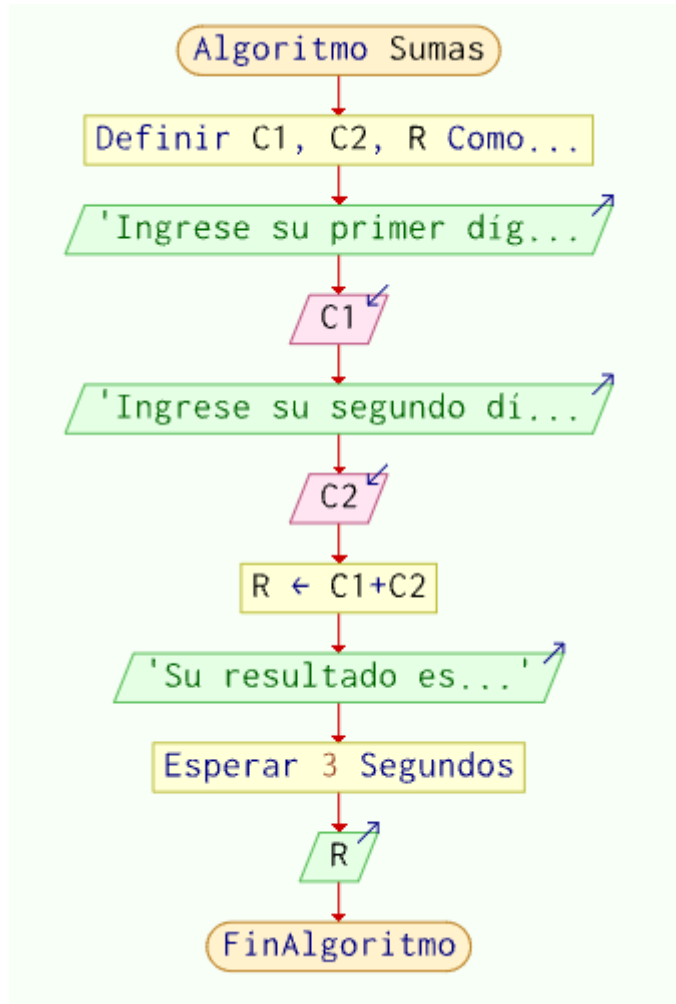 Algoritmo Sumas
Definir C1, C2, R Como...
'Ingrese su primer díg...
C1
'Ingrese su segundo dí...
C2
R ← C1+C2
'Su resultado es...'
Esperar 3 Segundos
R
FinAlgoritmo